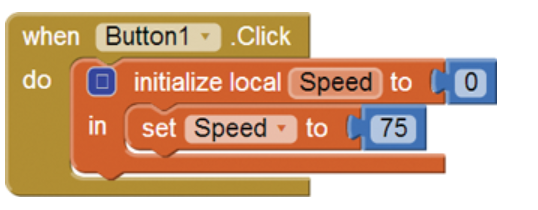 when Button1 .Click
do initialize local Speed to 0
in set Speed to 75